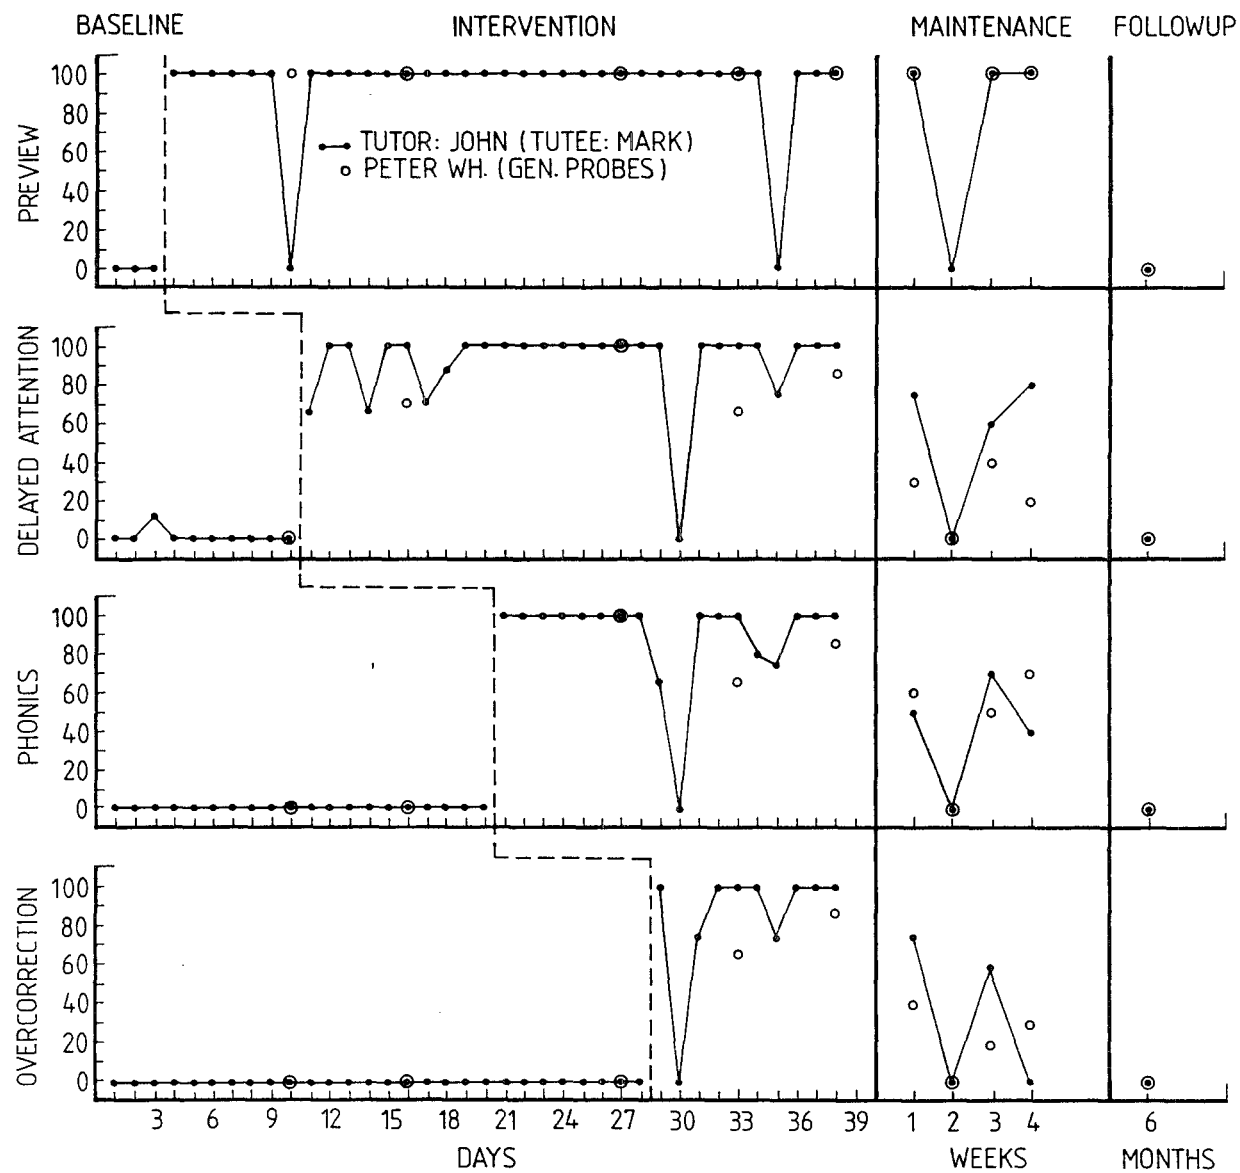 BASELINE INTERVENTION MAINTENANCE FOLLOWUP
PREVIEW
100
80
60
40
20
0
TUTOR: JOHN (TUTEE: MARK)
PETER WH. (GEN. PROBES)
DELAYED ATTENTION
100
80
60
40
20
0
PHONICS
100
80
60
40
20
0
OVERCORRECTION
100
80
60
40
20
0
3 6 9 12 15 18 21 24 27 30 33 36 39 1 2 3 4 6
DAYS WEEKS MONTHS